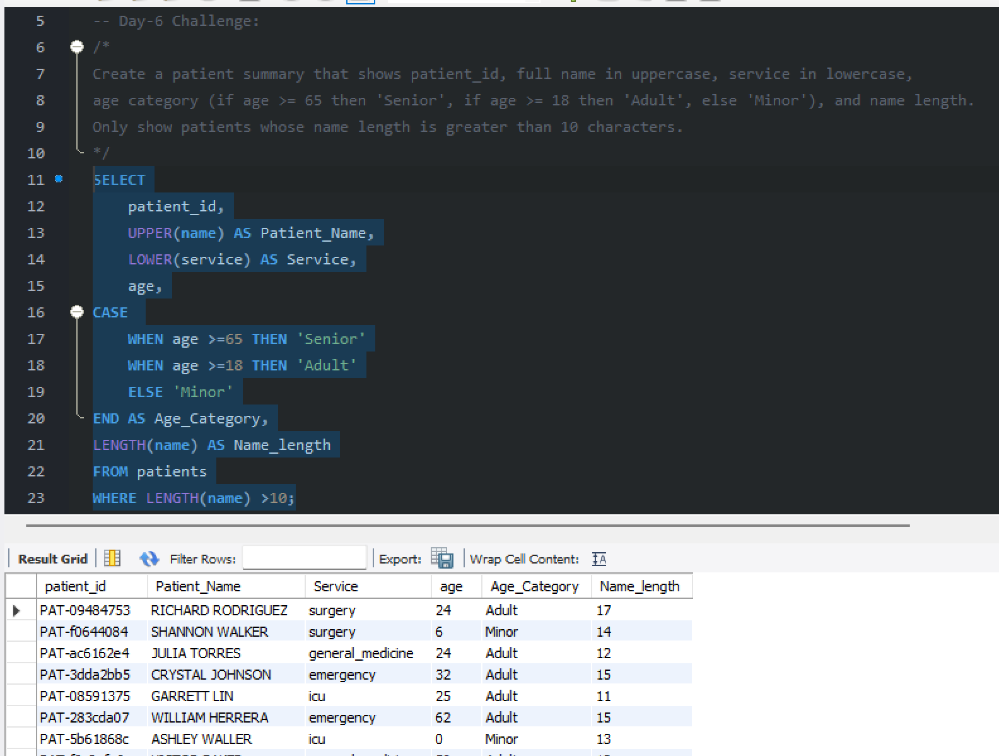 5 -- Day-6 Challenge:
6 /*
7 Create a patient summary that shows patient_id, full name in uppercase, service in lowercase,
8 age category (if age >= 65 then 'Senior', if age >= 18 then 'Adult', else 'Minor'), and name length.
9 Only show patients whose name length is greater than 10 characters.
10 */
11 SELECT
12 patient_id,
13 UPPER(name) AS Patient_Name,
14 LOWER(service) AS Service,
15 age,
16 CASE
17 WHEN age >=65 THEN 'Senior'
18 WHEN age >=18 THEN 'Adult'
19 ELSE 'Minor'
20 END AS Age_Category,
21 LENGTH(name) AS Name_length
22 FROM patients
23 WHERE LENGTH(name) >10;
Result Grid Filter Rows: Export: Wrap Cell Content:
patient_id Patient_Name Service age Age_Category Name_length
PAT-09484753 RICHARD RODRIGUEZ surgery 24 Adult 17
PAT-f0644084 SHANNON WALKER surgery 6 Minor 14
PAT-ac6162e4 JULIA TORRES general_medicine 24 Adult 12
PAT-3dda2bb5 CRYSTAL JOHNSON emergency 32 Adult 15
PAT-08591375 GARRETT LIN icu 25 Adult 11
PAT-283cda07 WILLIAM HERRERA emergency 62 Adult 15
PAT-5b61868c ASHLEY WALLER icu 0 Minor 13